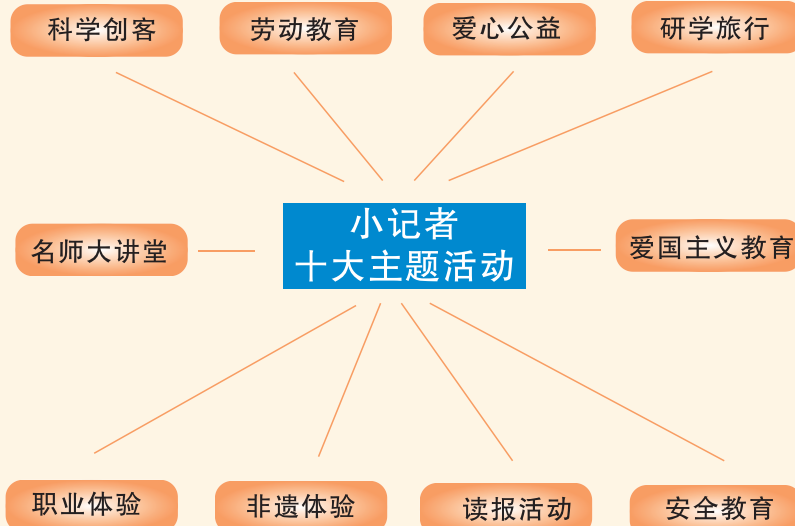 科学创客
劳动教育
爱心公益
研学旅行
名师大讲堂
小记者
十大主题活动
爱国主义教育
职业体验
非遗体验
读报活动
安全教育